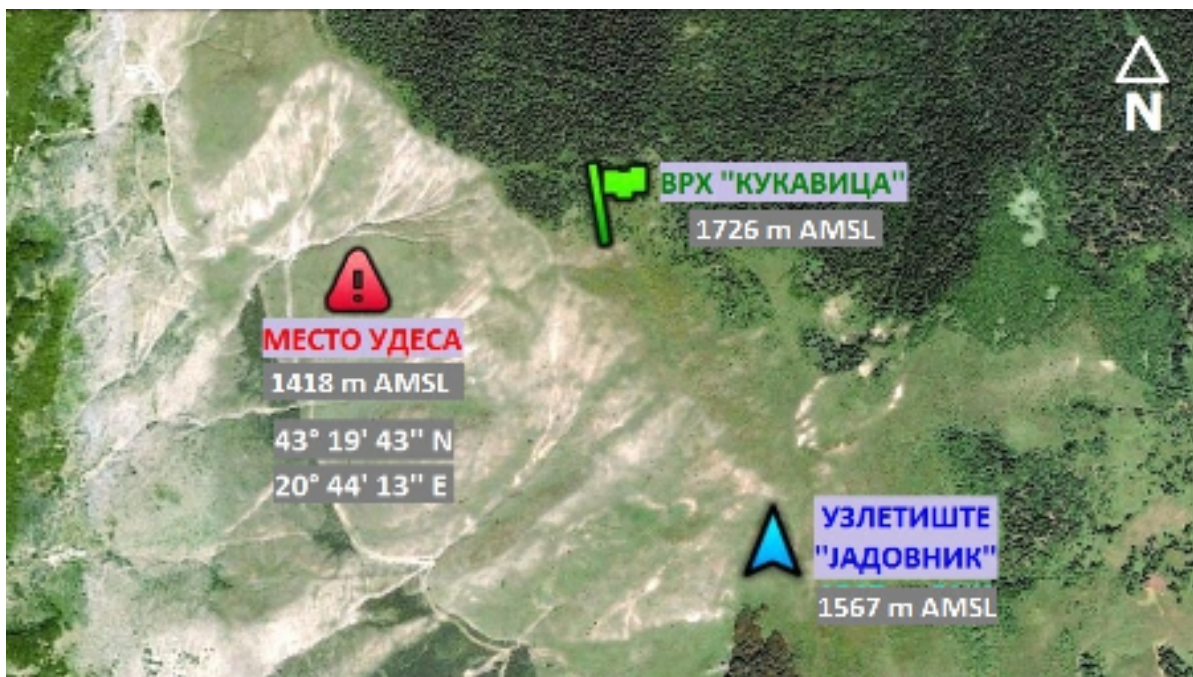 N
ВРХ "КУКАВИЦА"
1726 m AMSL
МЕСТО УДЕСА
1418 m AMSL
43° 19' 43'' N
20° 44' 13'' E
УЗЛЕТИШТЕ
"ЈАДОВНИК"
1567 m AMSL